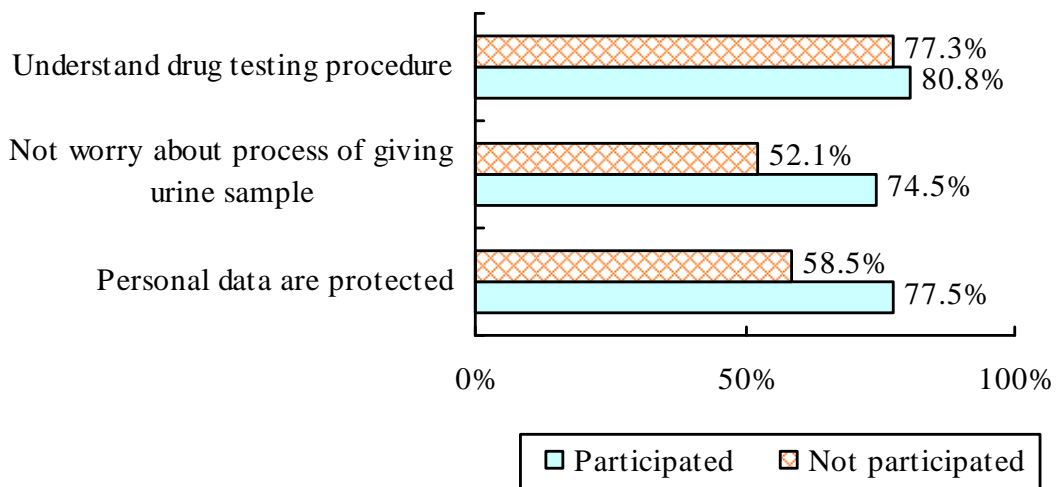 Understand drug testing procedure
77.3%
80.8%
Not worry about process of giving
urine sample
52.1%
74.5%
Personal data are protected
58.5%
77.5%
0% 50% 100%
Participated Not participated